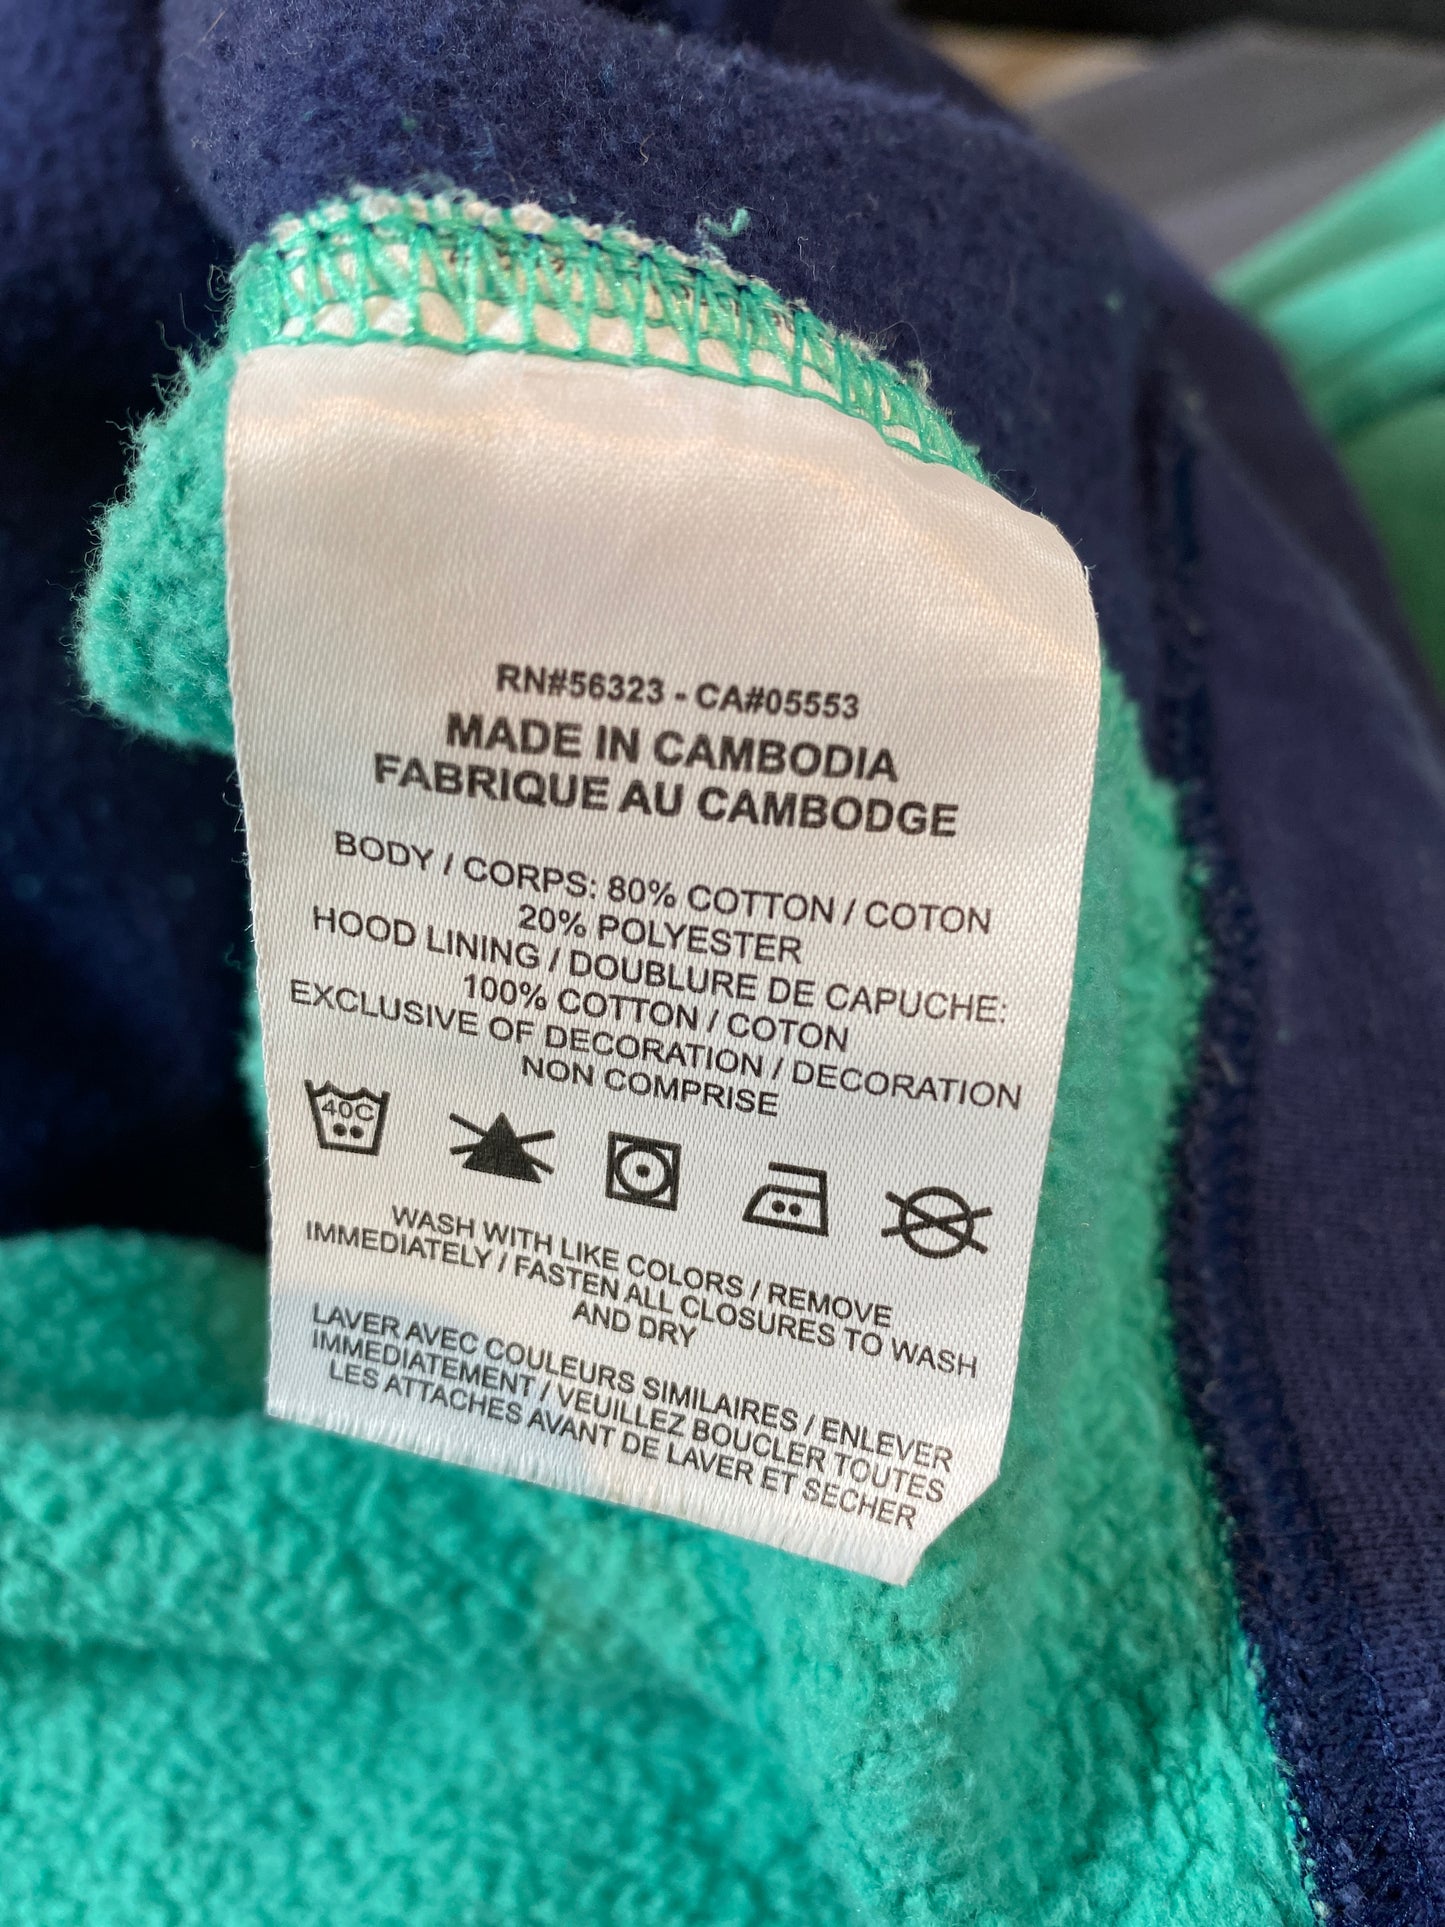 RN#56323 - CA#05553
MADE IN CAMBODIA
FABRIQUE AU CAMBODGE
BODY / CORPS: 80% COTTON / COTON
20% POLYESTER
HOOD LINING / DOUBLURE DE CAPUCHE:
100% COTTON / COTON
EXCLUSIVE OF DECORATION / DECORATION
NON COMPRISE
40C
WASH WITH LIKE COLORS / REMOVE
IMMEDIATELY / FASTEN ALL CLOSURES TO WASH
AND DRY
LAVER AVEC COULEURS SIMILAIRES / ENLEVER
IMMEDIATEMENT / VEUILLEZ BOUCLER TOUTES
LES ATTACHES AVANT DE LAVER ET SECHER